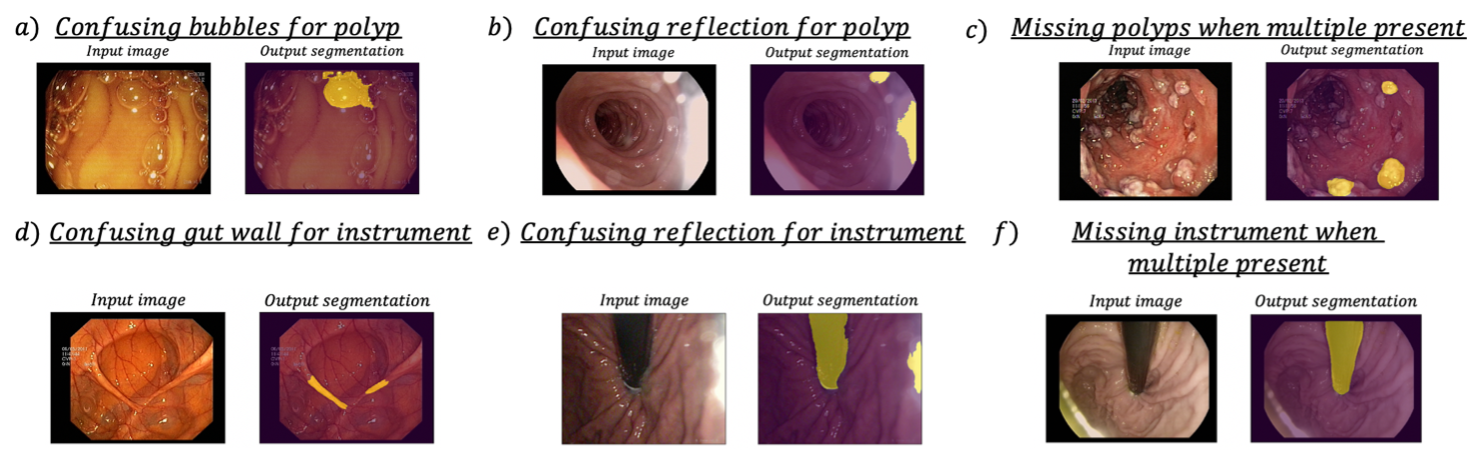 a) Confusing bubbles for polyp
Input image
Output segmentation
b) Confusing reflection for polyp
Input image
Output segmentation
c) Missing polyps when multiple present
Input image
Output segmentation
d) Confusing gut wall for instrument
Input image
Output segmentation
e) Confusing reflection for instrument
Input image
Output segmentation
f) Missing instrument when
multiple present
Input image
Output segmentation